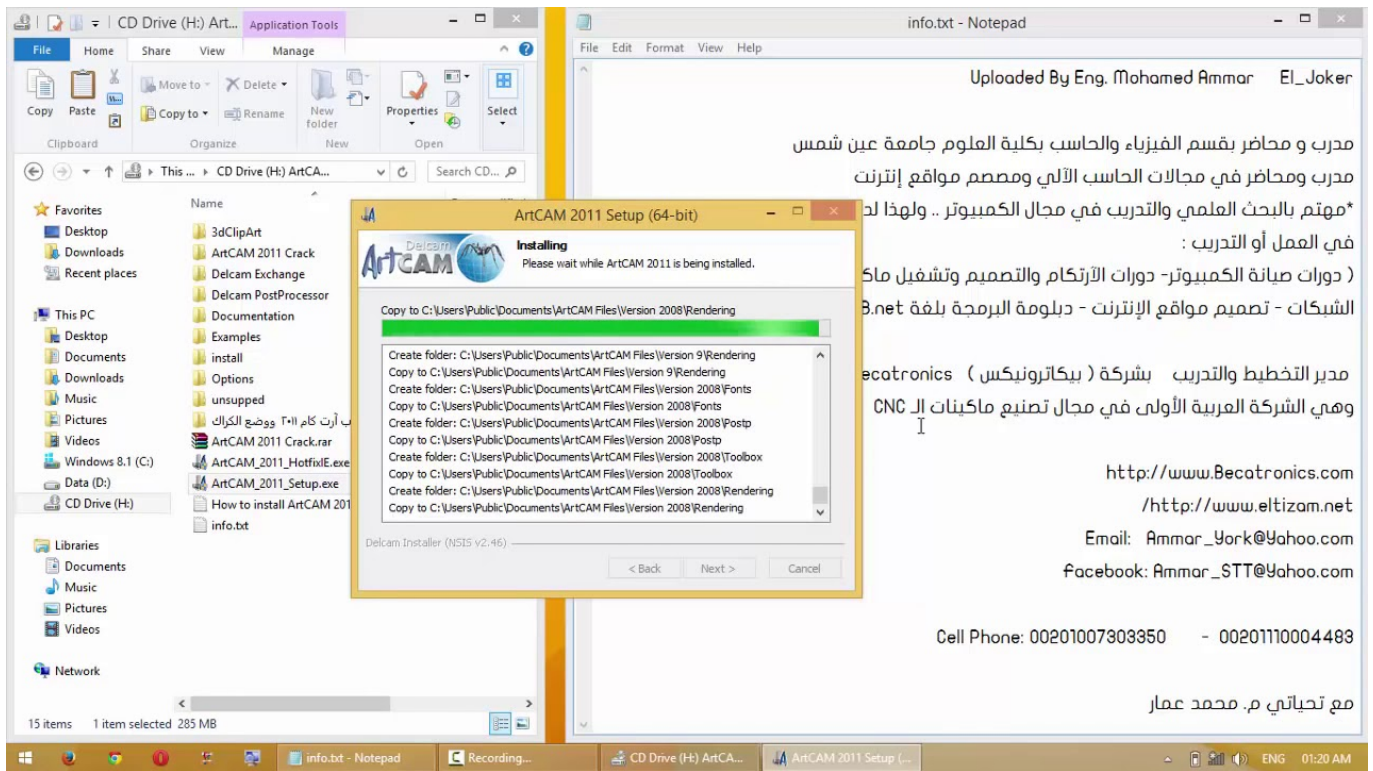 CD Drive (H:) Art...
Application Tools
File
Home
Share
View
Manage
Copy
Paste
Move to
Copy to
Delete
Rename
New folder
Properties
Select
Clipboard
Organize
New
Open
This ...
CD Drive (H:) ArtCA...
Search CD...
Favorites
Desktop
Downloads
Recent places
This PC
Desktop
Documents
Downloads
Music
Pictures
Videos
Windows 8.1 (C:)
Data (D:)
CD Drive (H:)
Libraries
Documents
Music
Pictures
Videos
Network
Name
3dClipArt
ArtCAM 2011 Crack
Delcam Exchange
Delcam PostProcessor
Documentation
Examples
install
Options
unsupped
آرت كام ٢٠١١ ووضع الكراك
ArtCAM 2011 Crack.rar
ArtCAM_2011_HotfixIE.exe
ArtCAM_2011_Setup.exe
How to install ArtCAM 201
info.txt
15 items
1 item selected 285 MB
ArtCAM 2011 Setup (64-bit)
Delcam
ArtCAM
Installing
Please wait while ArtCAM 2011 is being installed.
Copy to C:\Users\Public\Documents\ArtCAM Files\Version 2008\Rendering
Create folder: C:\Users\Public\Documents\ArtCAM Files\Version 9\Rendering
Copy to C:\Users\Public\Documents\ArtCAM Files\Version 9\Rendering
Create folder: C:\Users\Public\Documents\ArtCAM Files\Version 2008\Fonts
Copy to C:\Users\Public\Documents\ArtCAM Files\Version 2008\Fonts
Create folder: C:\Users\Public\Documents\ArtCAM Files\Version 2008\Postp
Copy to C:\Users\Public\Documents\ArtCAM Files\Version 2008\Postp
Create folder: C:\Users\Public\Documents\ArtCAM Files\Version 2008\Toolbox
Copy to C:\Users\Public\Documents\ArtCAM Files\Version 2008\Toolbox
Create folder: C:\Users\Public\Documents\ArtCAM Files\Version 2008\Rendering
Copy to C:\Users\Public\Documents\ArtCAM Files\Version 2008\Rendering
Delcam Installer (NSIS v2.46)
< Back
Next >
Cancel
info.txt - Notepad
File Edit Format View Help
Uploaded By Eng. Mohamed Ammar El_Joker
مدرب و محاضر بقسم الفيزياء والحاسب بكلية العلوم جامعة عين شمس
مدرب ومحاضر في مجالات الحاسب الآلي ومصصم مواقع إنترنت
*مهتم بالبحث العلمي والتدريب في مجال الكمبيوتر .. ولهذا
في العمل أو التدريب :
( دورات صيانة الكمبيوتر- دورات الآرتكام والتصميم وتشغيل
الشبكات - تصميم مواقع الإنترنت - دبلومة البرمجة بلغة B.net
مدير التخطيط والتدريب بشركة ( بيكاترونيكس ) ecatronics
وهي الشركة العربية الأولى في مجال تصنيع ماكينات الـ CNC
http://www.Becatronics.com
/http://www.eltizam.net
Email: Ammar_York@Yahoo.com
Facebook: Ammar_STT@Yahoo.com
Cell Phone: 00201007303350 - 00201110004483
مع تحياتي م. محمد عمار
info.txt - Notepad
Recording...
CD Drive (H:) ArtCA...
ArtCAM 2011 Setup (...
ENG
01:20 AM